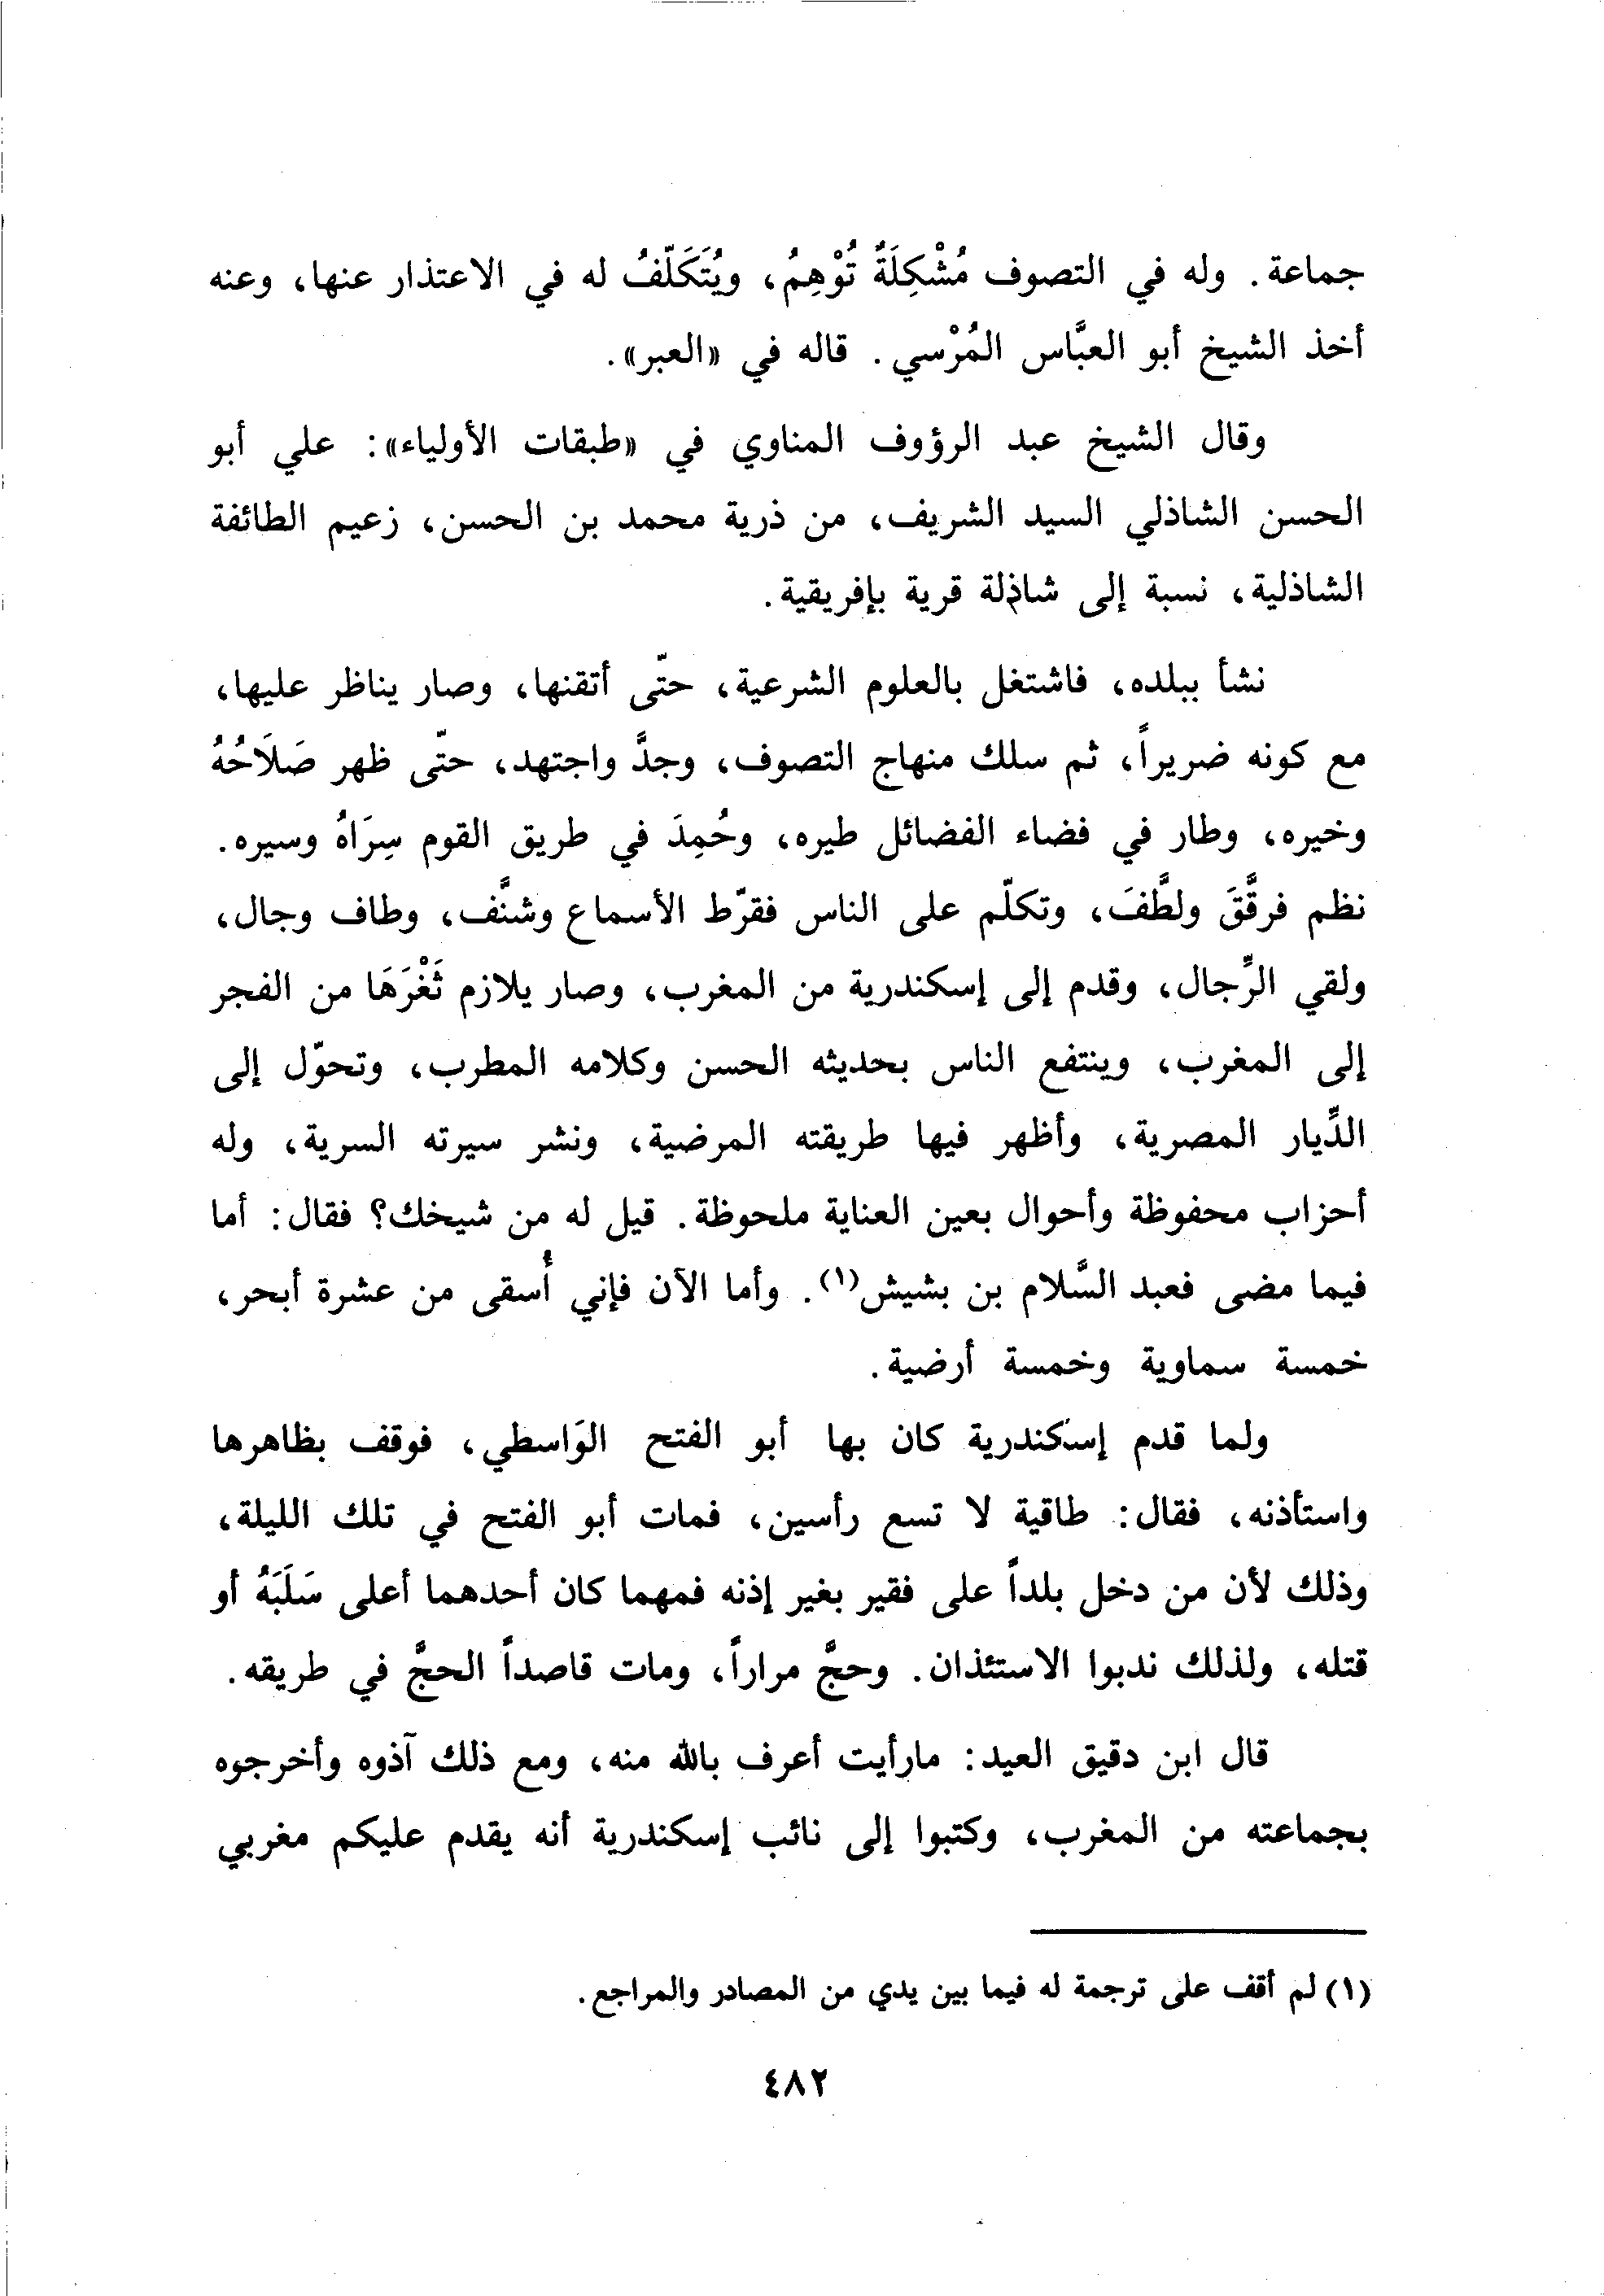 جماعة. وله في التصوف مُشْكِلَةٌ تُوْهِمُ، ويُتَكَلّفُ له في الاعتذار عنها، وعنه
أخذ الشيخ أبو العبَّاس المُرْسي. قاله في «العبر».
وقال الشيخ عبد الرؤوف المناوي في «طبقات الأولياء»: علي أبو
الحسن الشاذلي السيد الشريف، من ذرية محمد بن الحسن، زعيم الطائفة
الشاذلية، نسبة إلى شاذِلة قرية بإفريقية.
نشأ ببلده، فاشتغل بالعلوم الشرعية، حتّى أتقنها، وصار يناظر عليها،
مع كونه ضريراً، ثم سلك منهاج التصوف، وجدَّ واجتهد، حتّى ظهر صَلَاحُهُ
وخيره، وطار في فضاء الفضائل طيره، وحُمِدَ في طريق القوم سِرَاهُ وسيره.
نظم فرقَّقَ ولطَّفَ، وتكلّم على الناس فقرّط الأسماع وشنَّف، وطاف وجال،
ولقي الرِّجال، وقدم إلى إسكندرية من المغرب، وصار يلازم ثَغْرَهَا من الفجر
إلى المغرب، وينتفع الناس بحديثه الحسن وكلامه المطرب، وتحوّل إلى
الدِّيار المصرية، وأظهر فيها طريقته المرضية، ونشر سيرته السرية، وله
أحزاب محفوظة وأحوال بعين العناية ملحوظة. قيل له من شيخك؟ فقال: أما
فيما مضى فعبد السَّلام بن بشيش(١). وأما الآن فإني أُسقى من عشرة أبحر،
خمسة سماوية وخمسة أرضية.
ولما قدم إسكندرية كان بها أبو الفتح الوَاسطي، فوقف بظاهرها
واستأذنه، فقال: طاقية لا تسع رأسين، فمات أبو الفتح في تلك الليلة،
وذلك لأن من دخل بلداً على فقير بغير إذنه فمهما كان أحدهما أعلى سَلَبَهُ أو
قتله، ولذلك ندبوا الاستئذان. وحجَّ مراراً، ومات قاصداً الحجَّ في طريقه.
قال ابن دقيق العيد: مارأيت أعرف بالله منه، ومع ذلك آذوه وأخرجوه
بجماعته من المغرب، وكتبوا إلى نائب إسكندرية أنه يقدم عليكم مغربي
(١) لم أقف على ترجمة له فيما بين يدي من المصادر والمراجع.
٤٨٢